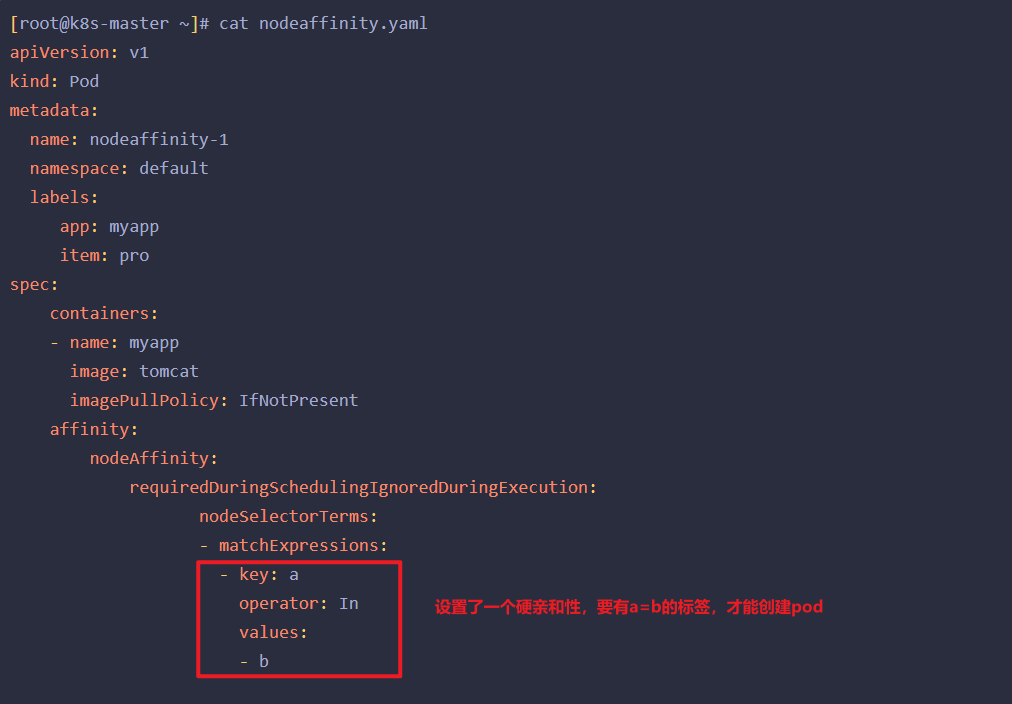 [root@k8s-master ~]# cat nodeaffinity.yaml
apiVersion: v1
kind: Pod
metadata:
  name: nodeaffinity-1
  namespace: default
  labels:
     app: myapp
     item: pro
spec:
    containers:
    - name: myapp
      image: tomcat
      imagePullPolicy: IfNotPresent
    affinity:
        nodeAffinity:
            requiredDuringSchedulingIgnoredDuringExecution:
                   nodeSelectorTerms:
                   - matchExpressions:
                     - key: a
                       operator: In
                       values:
                       - b
设置了一个硬亲和性，要有a=b的标签，才能创建pod